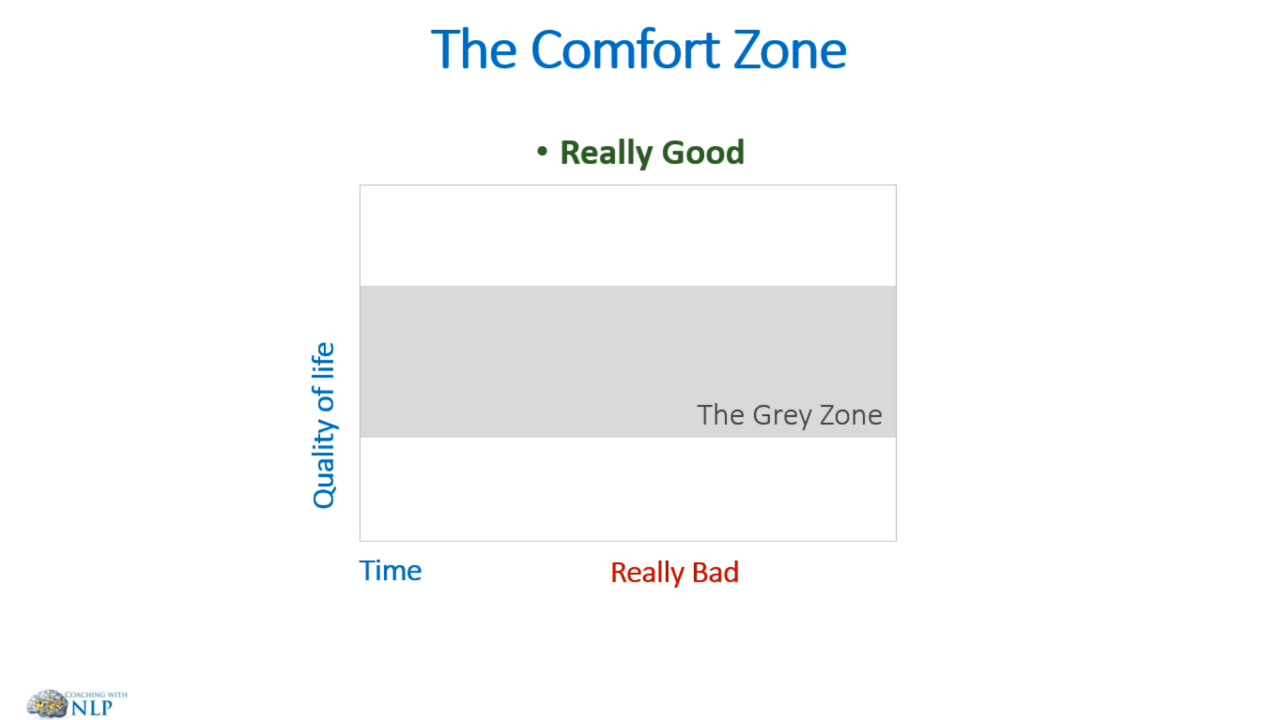 The Comfort Zone
• Really Good
Quality of life
The Grey Zone
Time
Really Bad
COACHING WITH
NLP